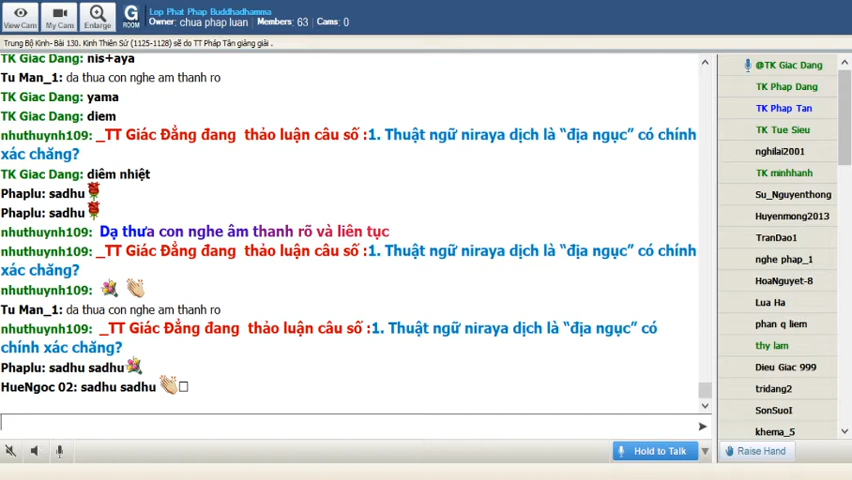 Lop Phat Phap Buddhadhamma
Owner: chua phap luan Members: 63 Cams: 0
View Cam
My Cam
Enlarge
G
ROOM
Trung Bộ Kinh- Bài 130. Kinh Thiên Sứ (1125-1128) sẽ do TT Pháp Tân giảng giải .
TK Giac Dang: nis+aya
Tu Man_1: da thua con nghe am thanh ro
TK Giac Dang: yama
TK Giac Dang: diem
nhuthuynh109: _TT Giác Đẳng đang thảo luận câu số :1. Thuật ngữ niraya dịch là “địa ngục” có chính
xác chăng?
TK Giac Dang: diêm nhiệt
Phaplu: sadhu
Phaplu: sadhu
nhuthuynh109: Dạ thưa con nghe âm thanh rõ và liên tục
nhuthuynh109: _TT Giác Đẳng đang thảo luận câu số :1. Thuật ngữ niraya dịch là “địa ngục” có chính
xác chăng?
nhuthuynh109:
Tu Man_1: da thua con nghe am thanh ro
nhuthuynh109: _TT Giác Đẳng đang thảo luận câu số :1. Thuật ngữ niraya dịch là “địa ngục” có
chính xác chăng?
Phaplu: sadhu sadhu
HueNgoc 02: sadhu sadhu
@TK Giac Dang
TK Phap Dang
TK Phap Tan
TK Tue Sieu
nghilai2001
TK minhhanh
Su_Nguyenthong
Huyenmong2013
TranDao1
nghe phap_1
HoaNguyet-8
Lua Ha
phan q liem
thy lam
Dieu Giac 999
tridang2
SonSuoI
khema_5
Hold to Talk
Raise Hand